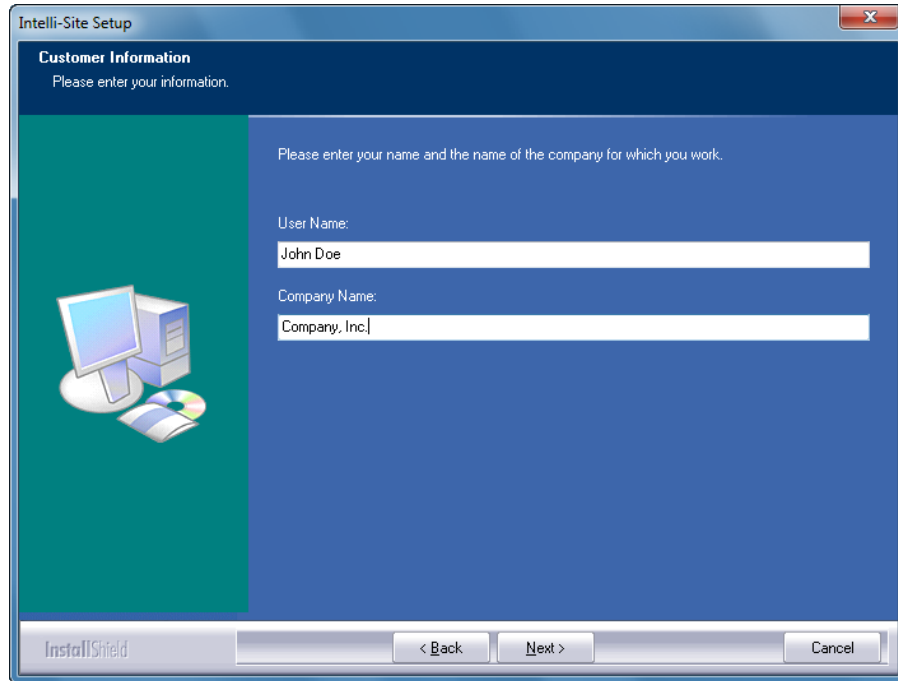 Intelli-Site Setup
Customer Information
Please enter your information.
Please enter your name and the name of the company for which you work.
User Name:
John Doe
Company Name:
Company, Inc.
InstallShield
< Back
Next >
Cancel